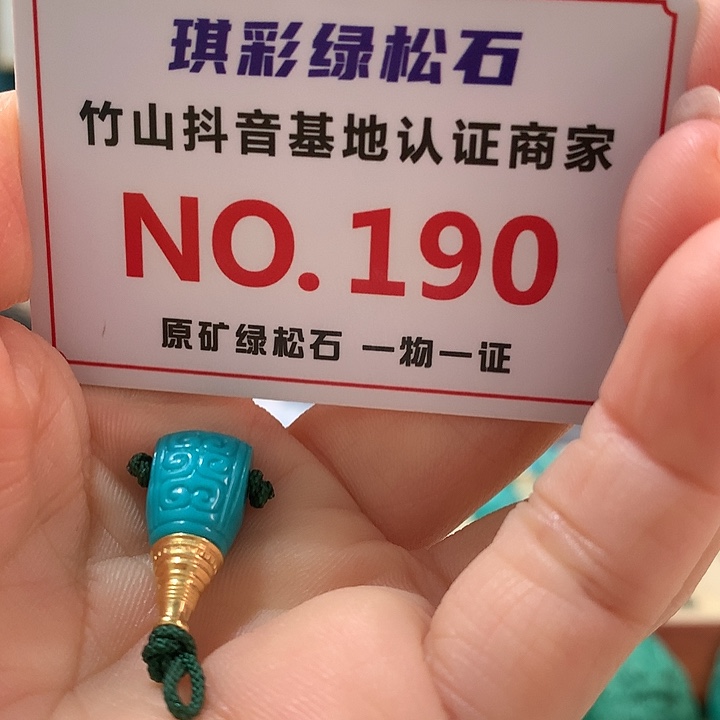 琪彩绿松石
竹山抖音基地认证商家
NO.190
原矿绿松石 一物一证